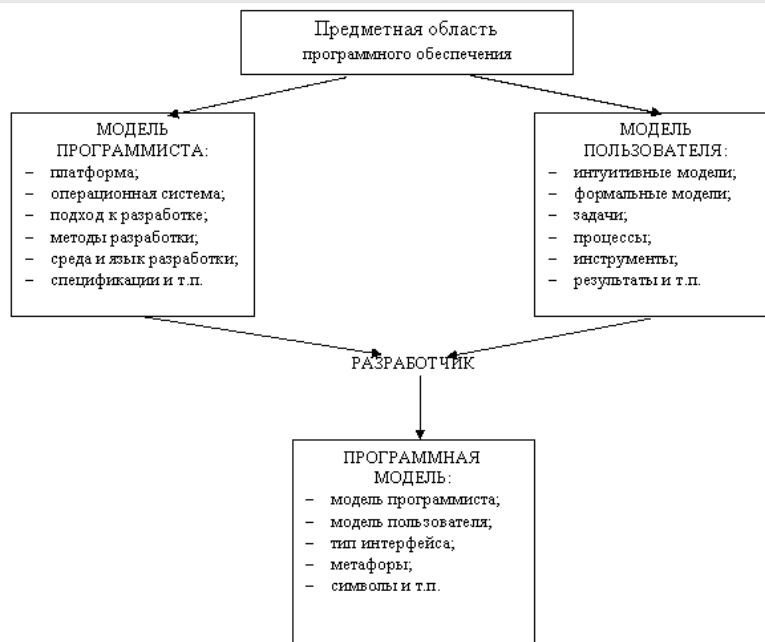 Предметная область
программного обеспечения
МОДЕЛЬ
ПРОГРАММИСТА:
– платформа;
– операционная система;
– подход к разработке;
– методы разработки;
– среда и язык разработки;
– спецификации и т.п.
МОДЕЛЬ
ПОЛЬЗОВАТЕЛЯ:
– интуитивные модели;
– формальные модели;
– задачи;
– процессы;
– инструменты;
– результаты и т.п.
РАЗРАБОТЧИК
ПРОГРАММНАЯ
МОДЕЛЬ:
– модель программиста;
– модель пользователя;
– тип интерфейса;
– метафоры;
– символы и т.п.